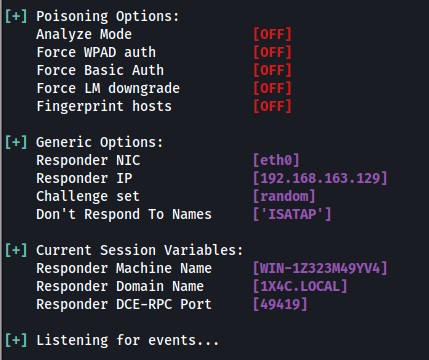 [+] Poisoning Options:
Analyze Mode [OFF]
Force WPAD auth [OFF]
Force Basic Auth [OFF]
Force LM downgrade [OFF]
Fingerprint hosts [OFF]
[+] Generic Options:
Responder NIC [eth0]
Responder IP [192.168.163.129]
Challenge set [random]
Don't Respond To Names ['ISATAP']
[+] Current Session Variables:
Responder Machine Name [WIN-1Z323M49YV4]
Responder Domain Name [1X4C.LOCAL]
Responder DCE-RPC Port [49419]
[+] Listening for events...